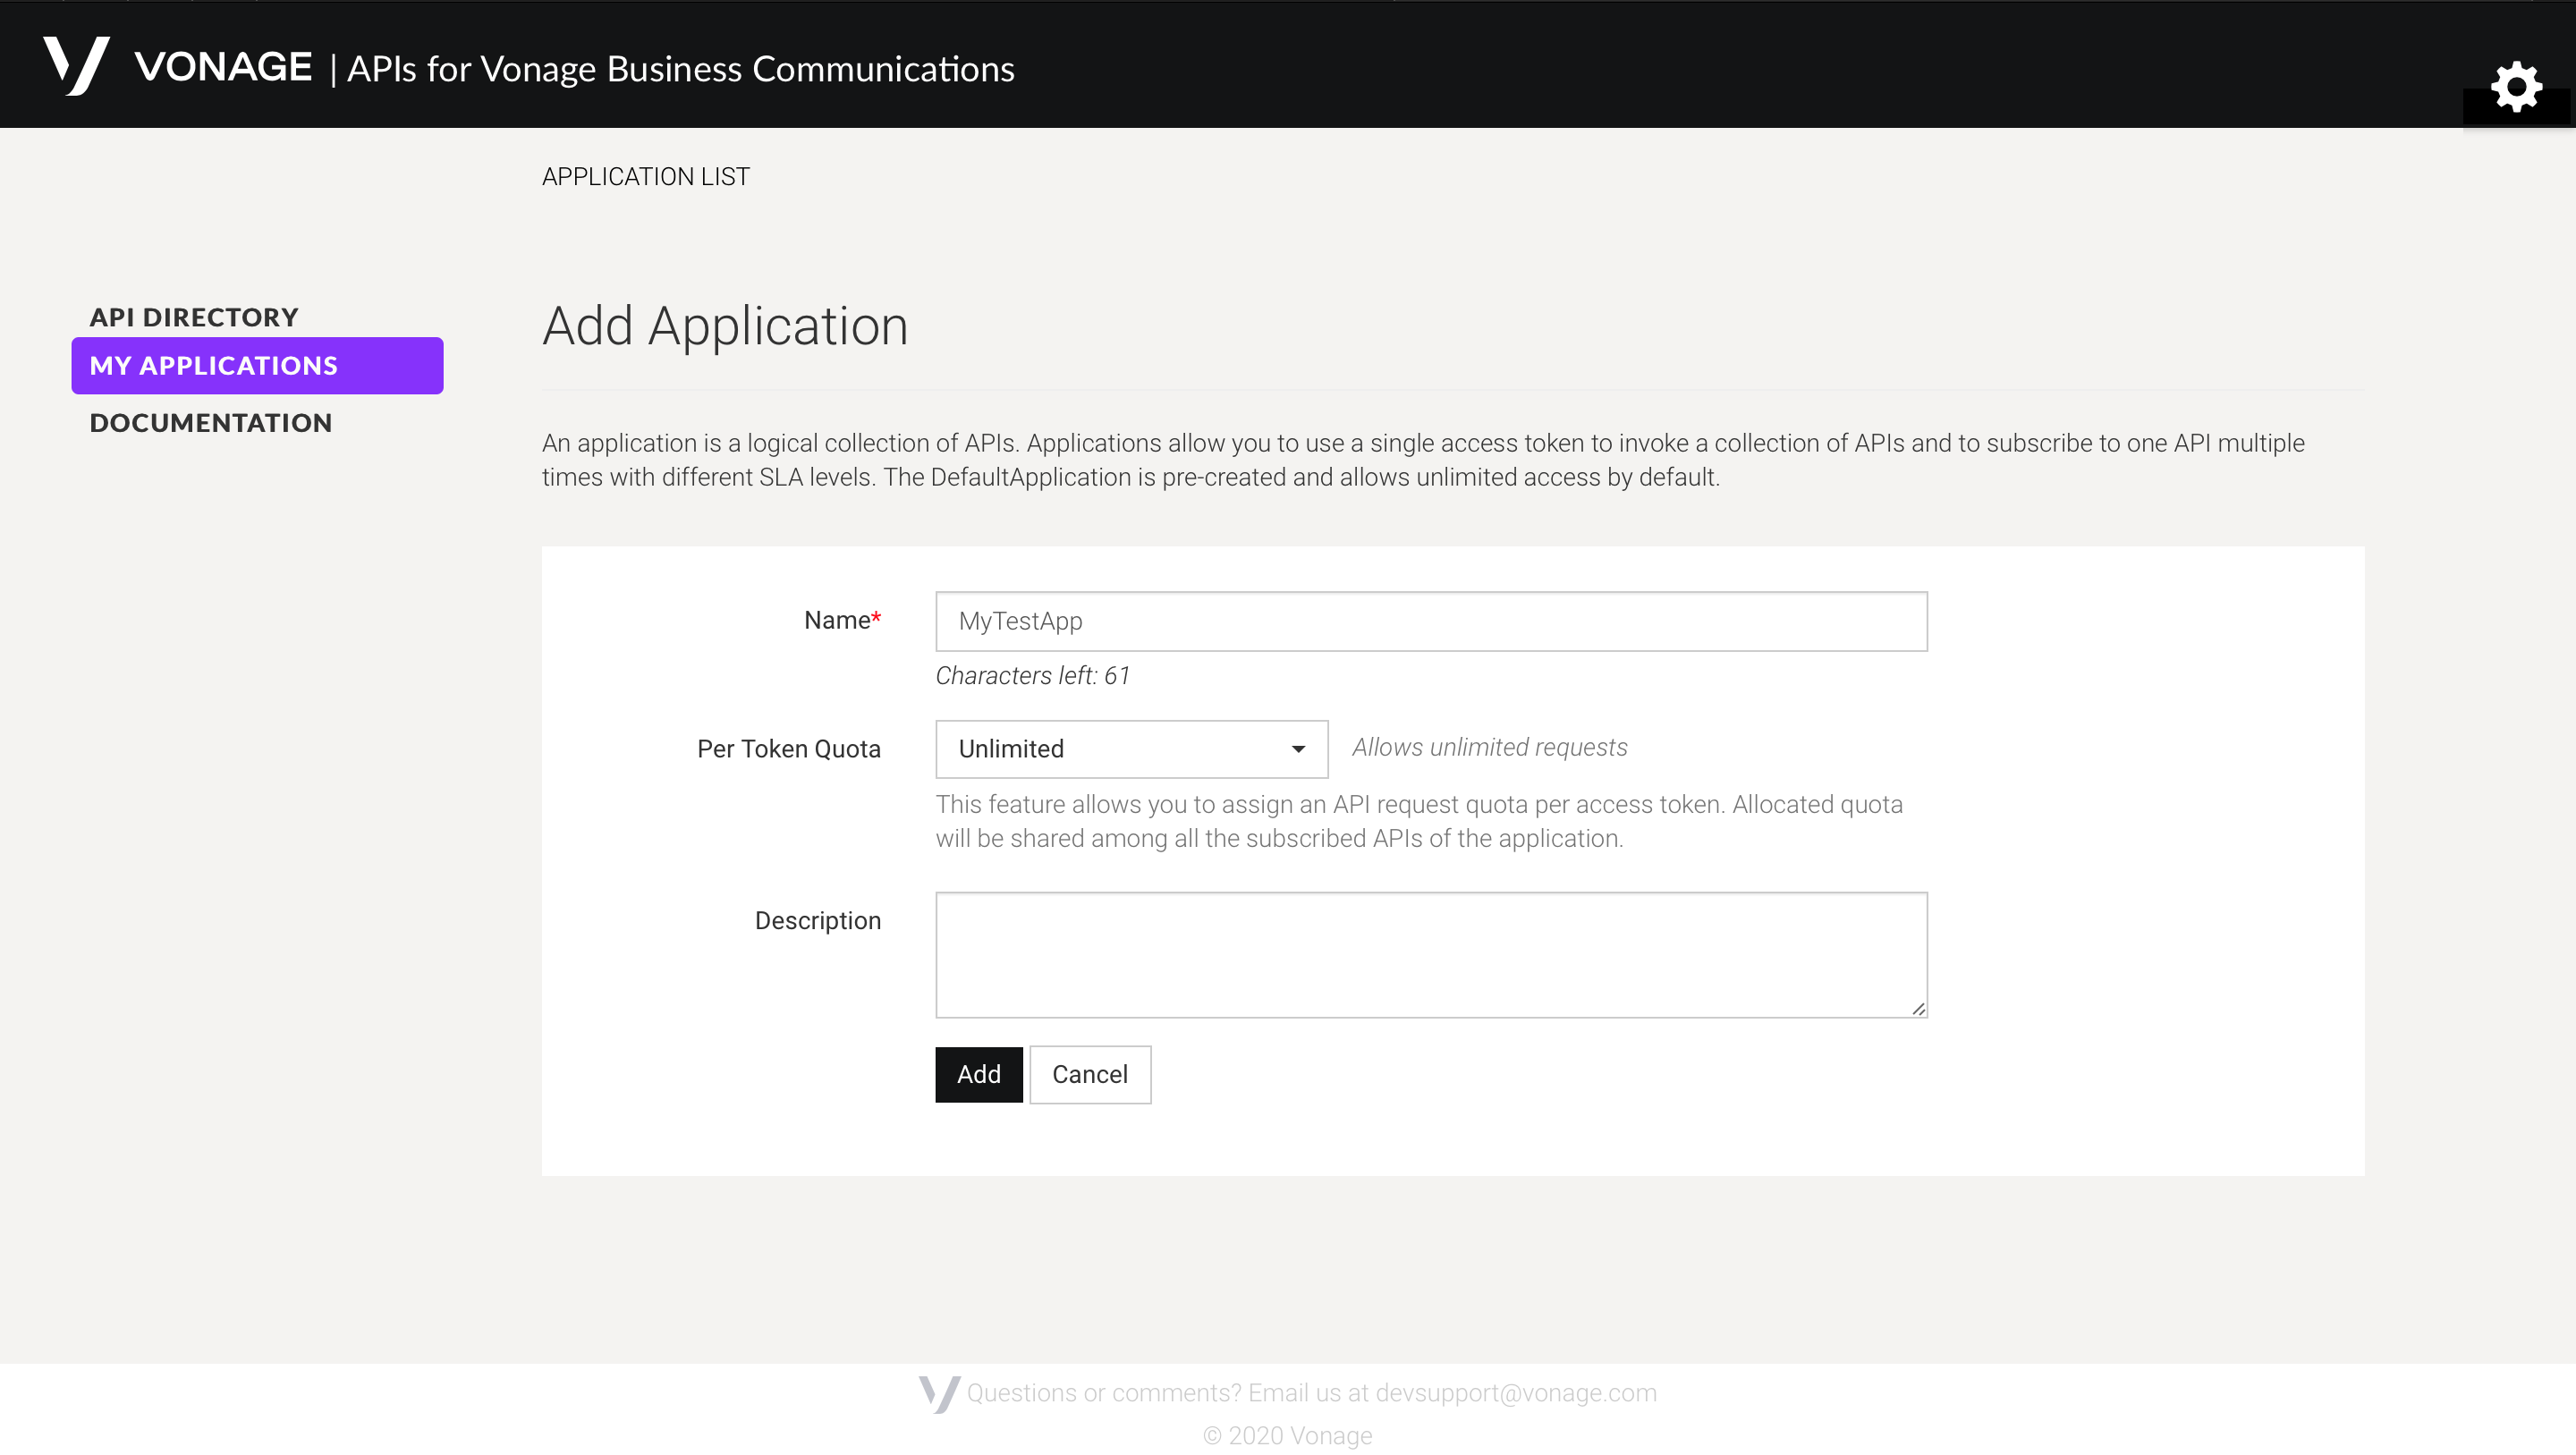 VONAGE | APIs for Vonage Business Communications
APPLICATION LIST
API DIRECTORY
MY APPLICATIONS
DOCUMENTATION
Add Application
An application is a logical collection of APIs. Applications allow you to use a single access token to invoke a collection of APIs and to subscribe to one API multiple
times with different SLA levels. The DefaultApplication is pre-created and allows unlimited access by default.
Name*
MyTestApp
Characters left: 61
Per Token Quota
Unlimited
Allows unlimited requests
This feature allows you to assign an API request quota per access token. Allocated quota
will be shared among all the subscribed APIs of the application.
Description
Add
Cancel
Questions or comments? Email us at devsupport@vonage.com
© 2020 Vonage